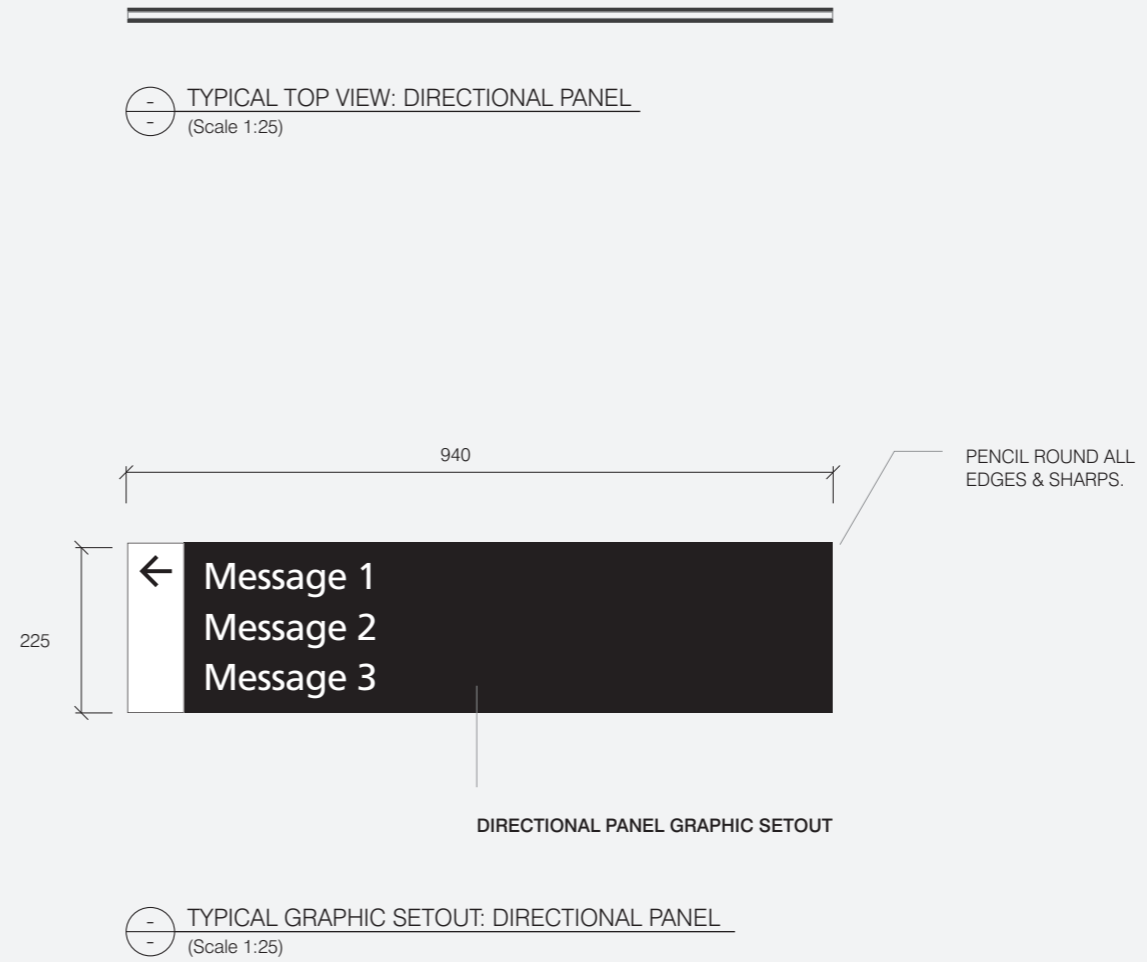 -
-
TYPICAL TOP VIEW: DIRECTIONAL PANEL
(Scale 1:25)
940
PENCIL ROUND ALL
EDGES & SHARPS.
225
←
Message 1
Message 2
Message 3
DIRECTIONAL PANEL GRAPHIC SETOUT
-
-
TYPICAL GRAPHIC SETOUT: DIRECTIONAL PANEL
(Scale 1:25)